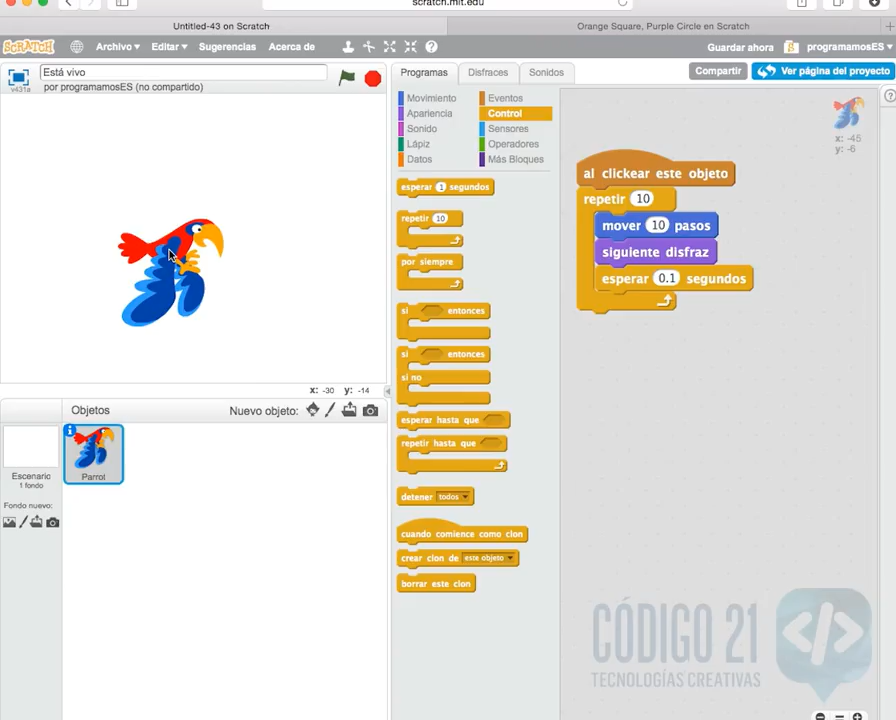 scratch.mit.edu
Untitled-43 on Scratch
Orange Square, Purple Circle en Scratch
SCRATCH
Archivo
Editar
Sugerencias
Acerca de
Guardar ahora
programamosES
v431a
Está vivo
por programamosES (no compartido)
Programas
Disfraces
Sonidos
Compartir
Ver página del proyecto
Movimiento
Eventos
Apariencia
Control
Sonido
Sensores
Lápiz
Operadores
Datos
Más Bloques
esperar 1 segundos
repetir 10
por siempre
si entonces
si entonces
si no
esperar hasta que
repetir hasta que
detener todos
cuando comience como clon
crear clon de este objeto
borrar este clon
al clickear este objeto
repetir 10
mover 10 pasos
siguiente disfraz
esperar 0.1 segundos
x: -45
y: -6
x: -30 y: -14
Objetos
Nuevo objeto:
Escenario
1 fondo
Fondo nuevo:
Parrot
CÓDIGO 21
TECNOLOGÍAS CREATIVAS